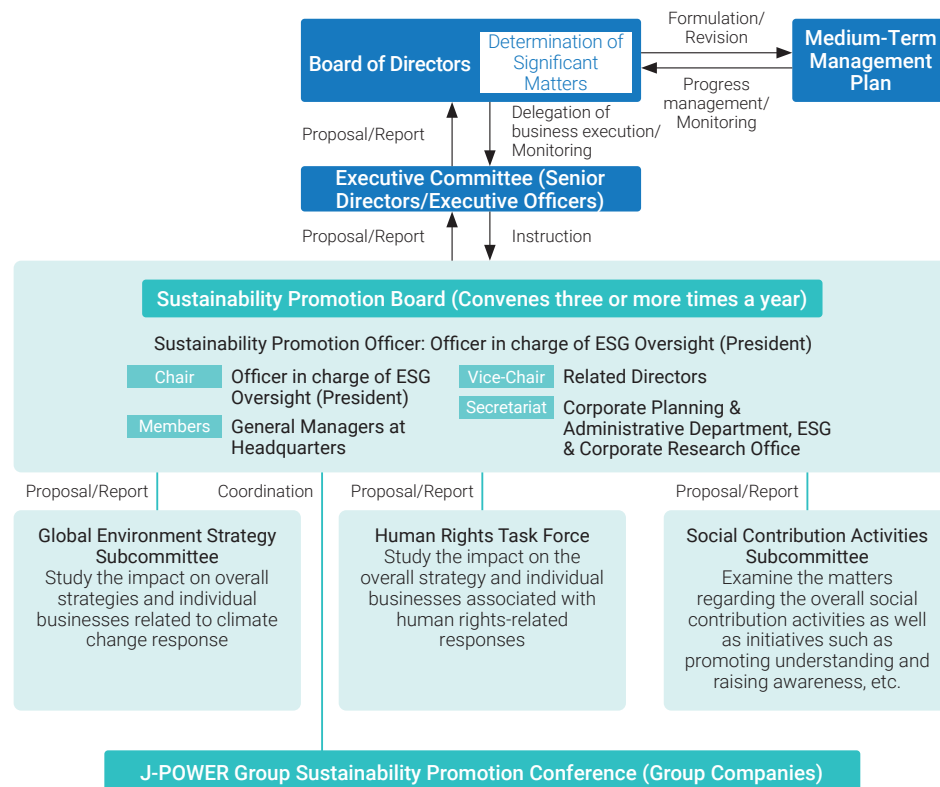 Board of Directors
Determination of
Significant
Matters
Formulation/
Revision
Medium-Term
Management
Plan
Progress
management/
Monitoring
Proposal/Report
Delegation of
business execution/
Monitoring
Executive Committee (Senior
Directors/Executive Officers)
Proposal/Report
Instruction
Sustainability Promotion Board (Convenes three or more times a year)
Sustainability Promotion Officer: Officer in charge of ESG Oversight (President)
Chair
Officer in charge of ESG
Oversight (President)
Members
General Managers at
Headquarters
Vice-Chair
Related Directors
Secretariat
Corporate Planning &
Administrative Department, ESG
& Corporate Research Office
Proposal/Report
Coordination
Proposal/Report
Proposal/Report
Global Environment Strategy
Subcommittee
Study the impact on overall
strategies and individual
businesses related to climate
change response
Human Rights Task Force
Study the impact on the
overall strategy and individual
businesses associated with
human rights-related
responses
Social Contribution Activities
Subcommittee
Examine the matters
regarding the overall social
contribution activities as well
as initiatives such as
promoting understanding and
raising awareness, etc.
J-POWER Group Sustainability Promotion Conference (Group Companies)